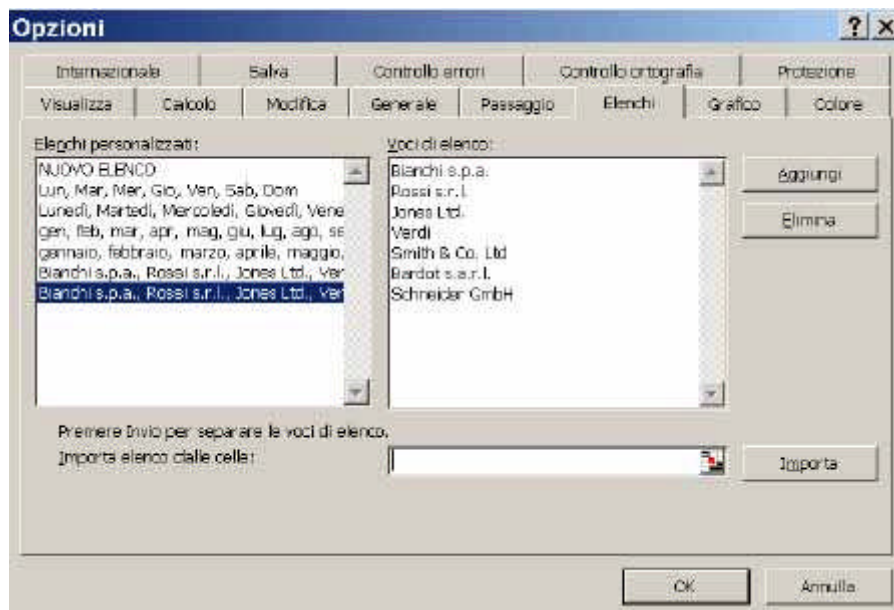 Opzioni
Internazionale Salva Controllo errori Controllo ortografia Protezione
Visualizza Calcolo Modifica Generale Passaggio Elenchi Grafico Colore
Elenchi personalizzati: Voci di elenco:
NUOVO ELENCO
Lun, Mar, Mer, Gio, Ven, Sab, Dom
Lunedì, Martedì, Mercoledì, Giovedì, Vene
gen, feb, mar, apr, mag, giu, lug, ago, se
gennaio, febbraio, marzo, aprile, maggio,
Bianchi s.p.a., Rossi s.r.l., Jones Ltd., Ver
Bianchi s.p.a., Rossi s.r.l., Jones Ltd., Ver
Bianchi s.p.a.
Rossi s.r.l.
Jones Ltd.
Verdi
Smith & Co. Ltd
Bardot s.a.r.l.
Schneider GmbH
Aggiungi
Elimina
Premere Invio per separare le voci di elenco.
Importa elenco dalle celle:
Importa
OK Annulla